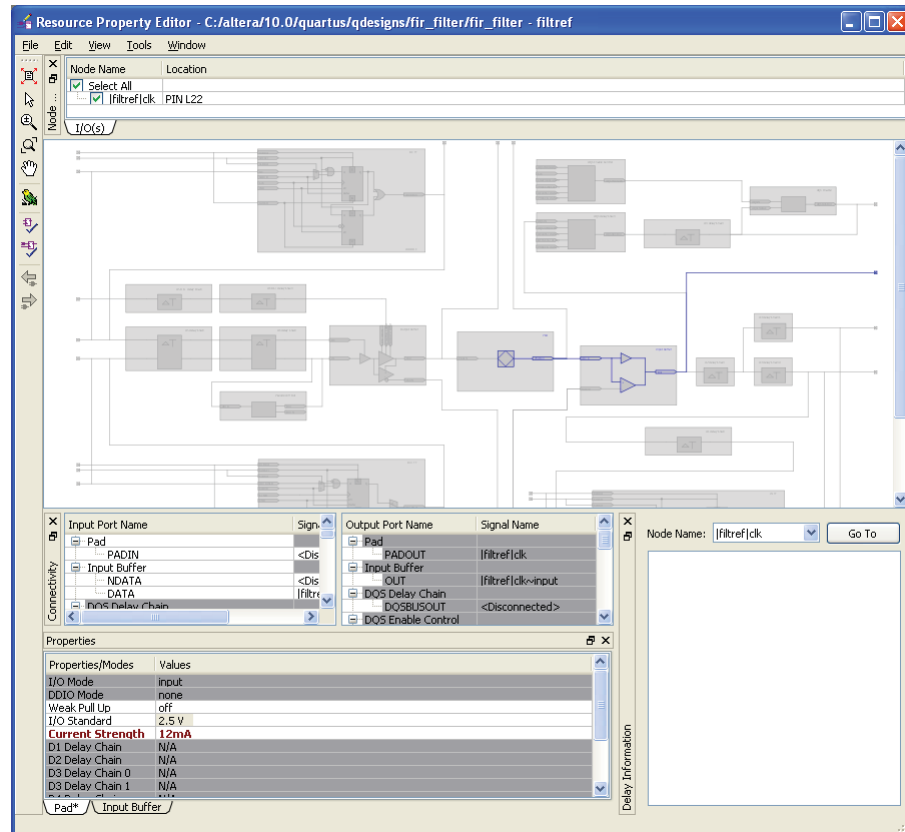 Resource Property Editor - C:/altera/10.0/quartus/qdesigns/fir_filter/fir_filter - filtref
File Edit View Tools Window
Node ...
Node Name Location
Select All
|filtref|clk PIN L22
I/O(s)
Connectivity
Input Port Name Sign
Pad
PADIN <Dis
Input Buffer
NDATA <Dis
DATA |filtre
DQS Delay Chain
Output Port Name Signal Name
Pad
PADOUT |filtref|clk
Input Buffer
OUT |filtref|clk~input
DQS Delay Chain
DQSBUSOUT <Disconnected>
DQS Enable Control
Node Name: |filtref|clk Go To
Delay Information
Properties
Properties/Modes Values
I/O Mode input
DDIO Mode none
Weak Pull Up off
I/O Standard 2.5 V
Current Strength 12mA
D1 Delay Chain N/A
D2 Delay Chain N/A
D3 Delay Chain 0 N/A
D3 Delay Chain 1 N/A
Pad* Input Buffer